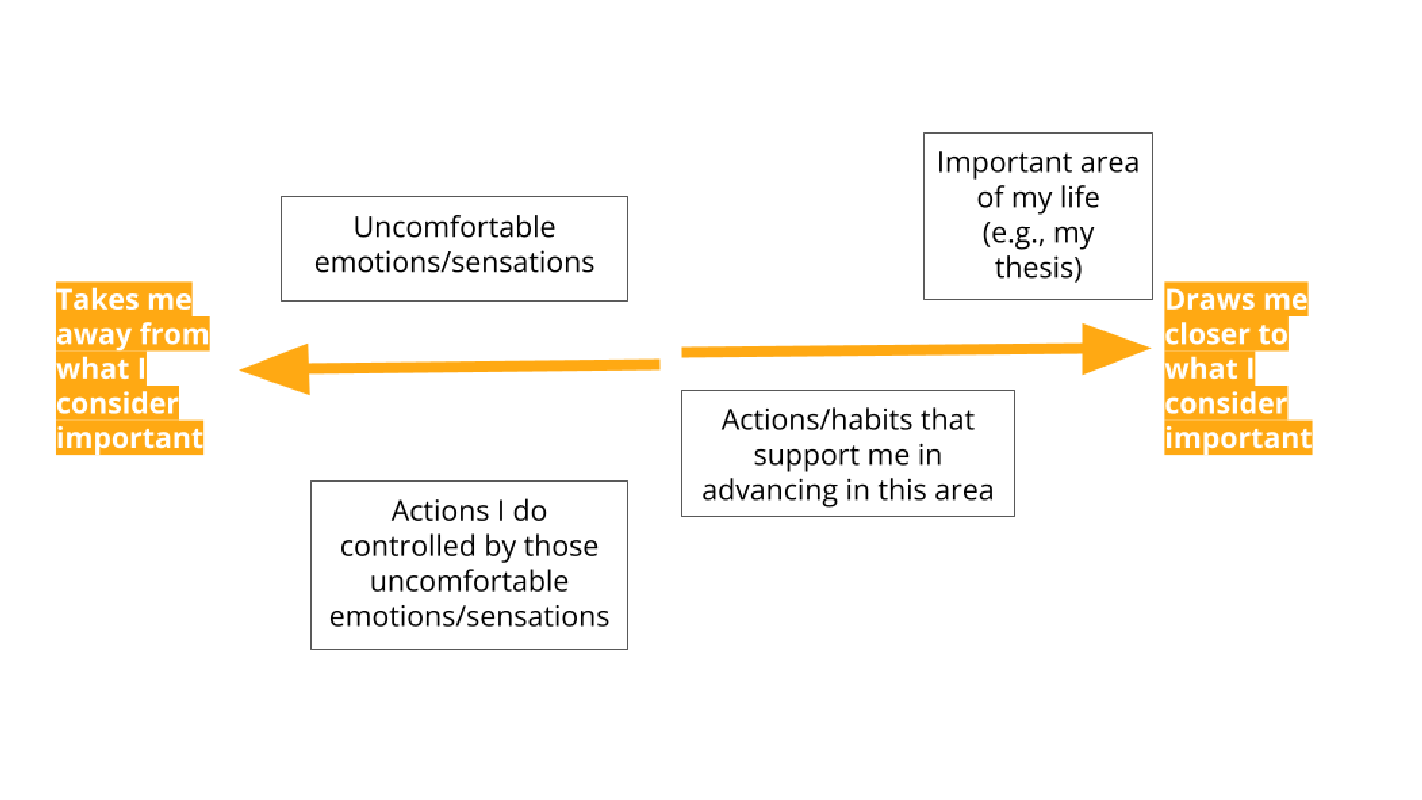 Important area
of my life
(e.g., my
thesis)
Uncomfortable
emotions/sensations
Takes me
away from
what I
consider
important
Draws me
closer to
what I
consider
important
Actions/habits that
support me in
advancing in this area
Actions I do
controlled by those
uncomfortable
emotions/sensations